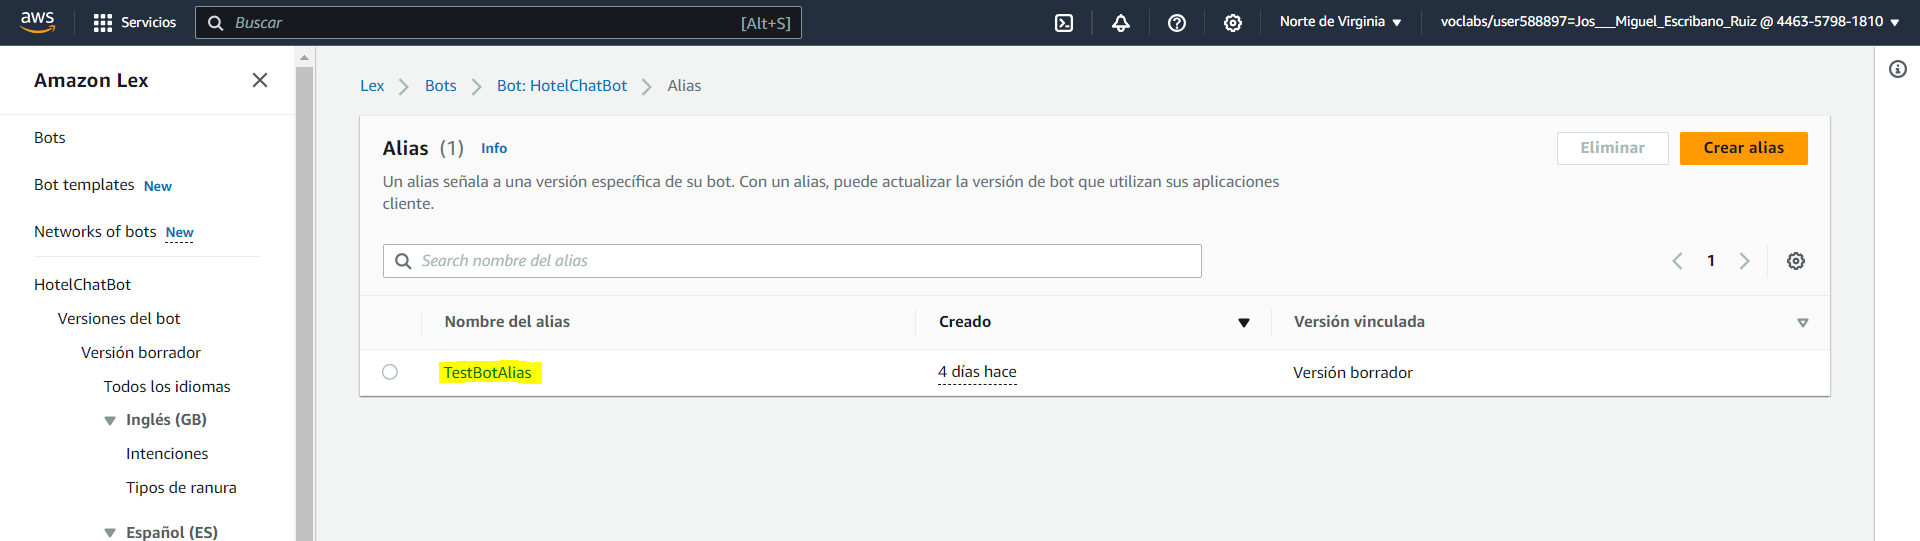 aws
Servicios
Buscar
[Alt+S]
Norte de Virginia
voclabs/user588897=Jos___Miguel_Escribano_Ruiz @ 4463-5798-1810
Amazon Lex
Bots
Bot templates New
Networks of bots New
HotelChatBot
Versiones del bot
Versión borrador
Todos los idiomas
Inglés (GB)
Intenciones
Tipos de ranura
Español (ES)
Lex > Bots > Bot: HotelChatBot > Alias
Alias (1) Info
Eliminar
Crear alias
Un alias señala a una versión específica de su bot. Con un alias, puede actualizar la versión de bot que utilizan sus aplicaciones
cliente.
Search nombre del alias
1
Nombre del alias
Creado
Versión vinculada
TestBotAlias
4 días hace
Versión borrador